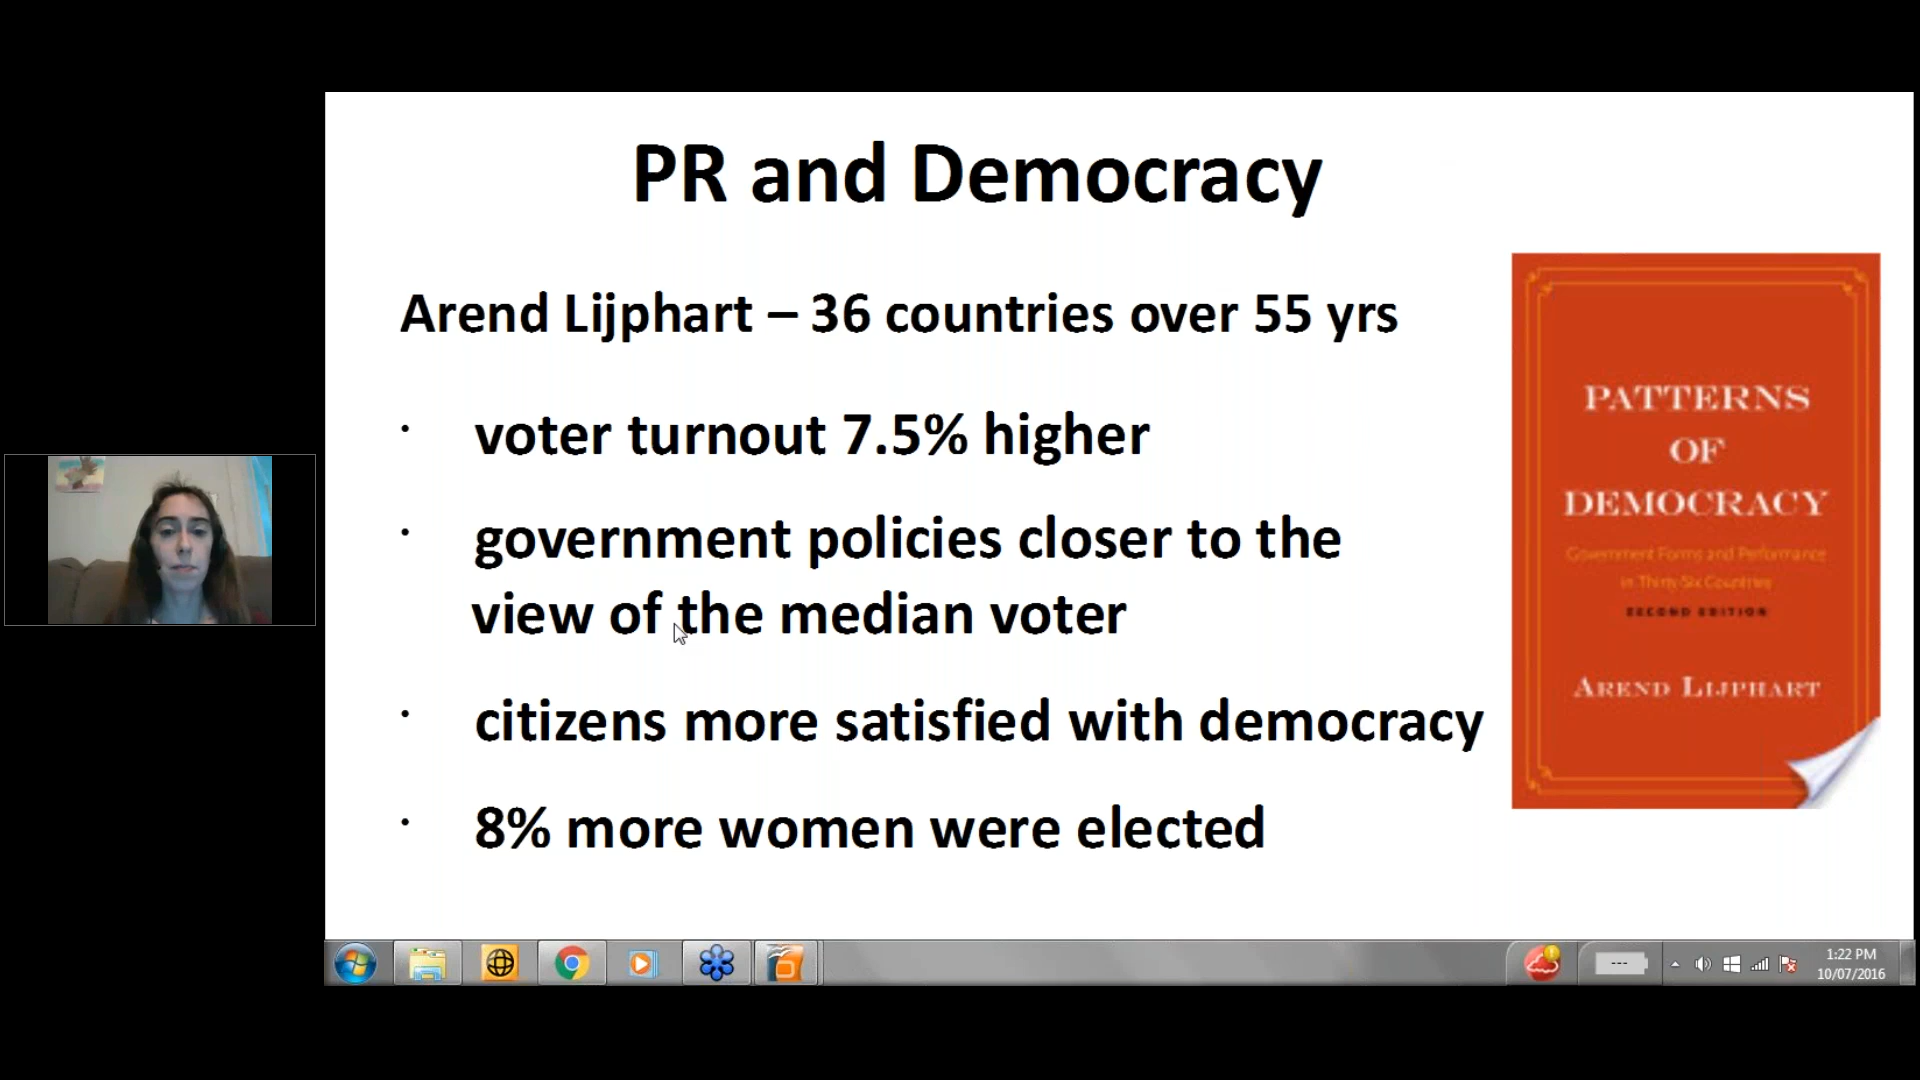 PR and Democracy
Arend Lijphart – 36 countries over 55 yrs
· voter turnout 7.5% higher
· government policies closer to the
view of the median voter
· citizens more satisfied with democracy
· 8% more women were elected
PATTERNS
OF
DEMOCRACY
Government Forms and Performance
in Thirty-Six Countries
SECOND EDITION
AREND LIJPHART
1:22 PM
10/07/2016